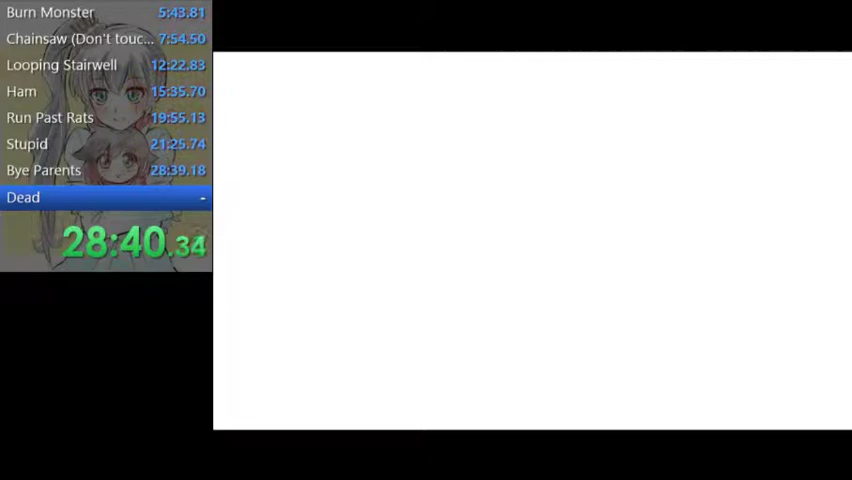 Burn Monster 5:43.81
Chainsaw (Don't touc... 7:54.50
Looping Stairwell 12:22.83
Ham 15:35.70
Run Past Rats 19:55.13
Stupid 21:25.74
Bye Parents 28:39.18
Dead -
28:40.34